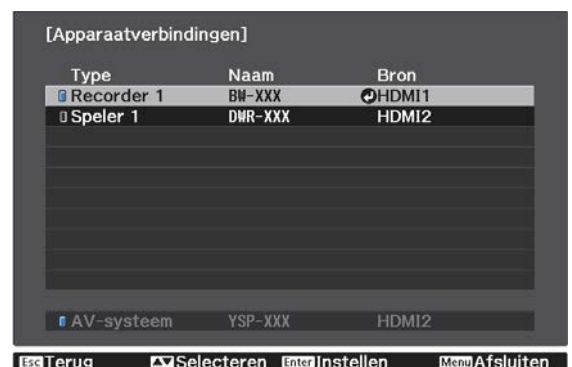 [Apparaatverbindingen]
Type Naam Bron
Recorder 1 BW-XXX HDMI1
Speler 1 DWR-XXX HDMI2
AV-systeem YSP-XXX HDMI2
Esc Terug Selecteren Enter Instellen Menu Afsluiten